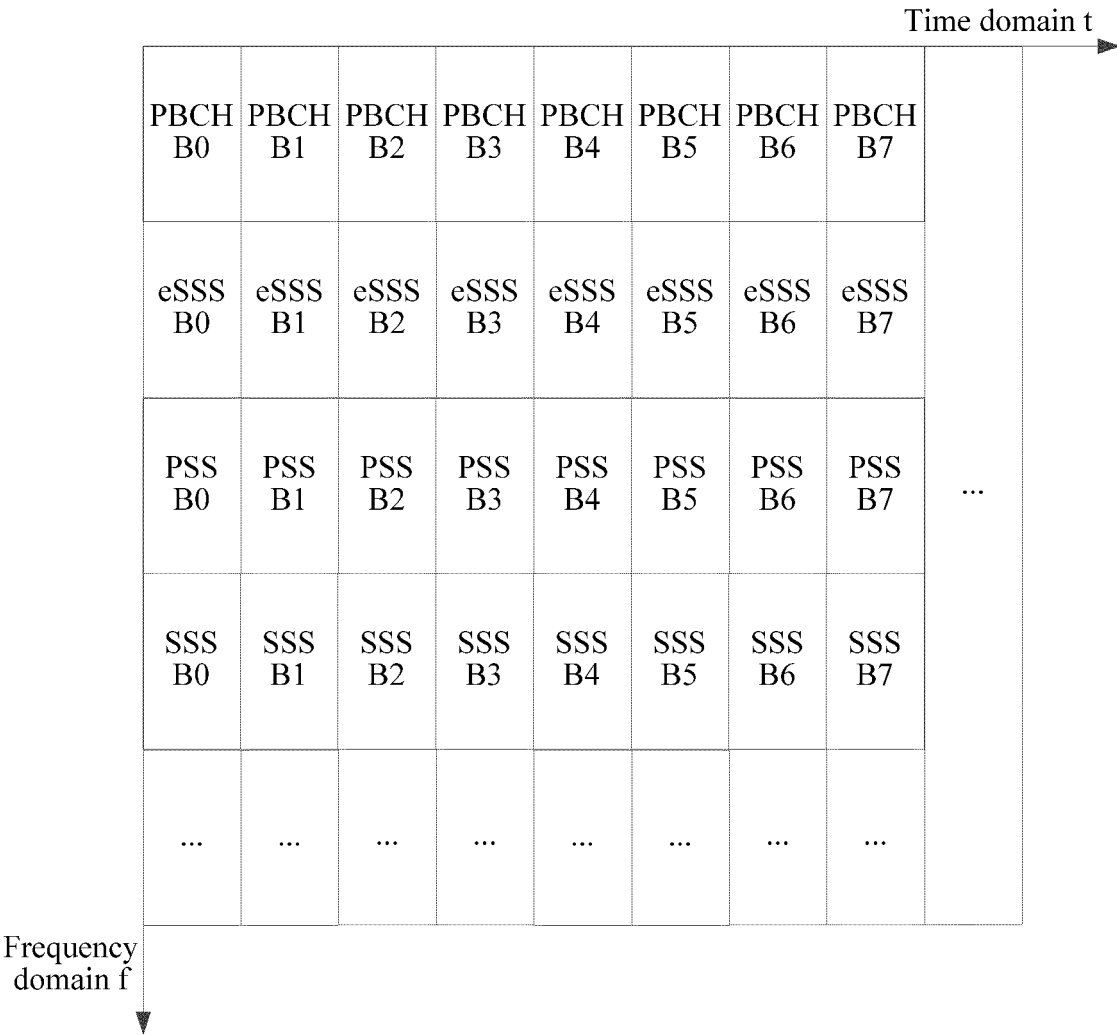 Time domain t
PBCH PBCH PBCH PBCH PBCH PBCH PBCH PBCH
B0 B1 B2 B3 B4 B5 B6 B7
eSSS eSSS eSSS eSSS eSSS eSSS eSSS eSSS
B0 B1 B2 B3 B4 B5 B6 B7
PSS PSS PSS PSS PSS PSS PSS PSS
B0 B1 B2 B3 B4 B5 B6 B7
...
SSS SSS SSS SSS SSS SSS SSS SSS
B0 B1 B2 B3 B4 B5 B6 B7
... ... ... ... ... ... ... ...
Frequency
domain f